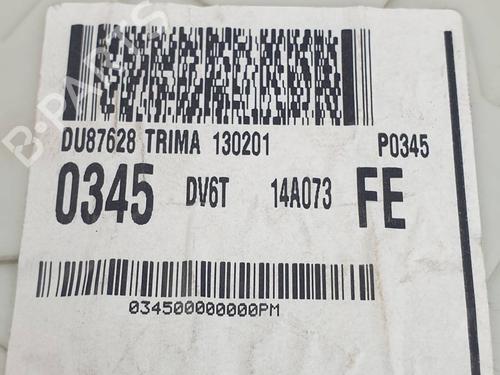 B-PARTS
DU87628 TRIMA 130201 P0345
0345 DV6T 14A073 FE
034500000000PM